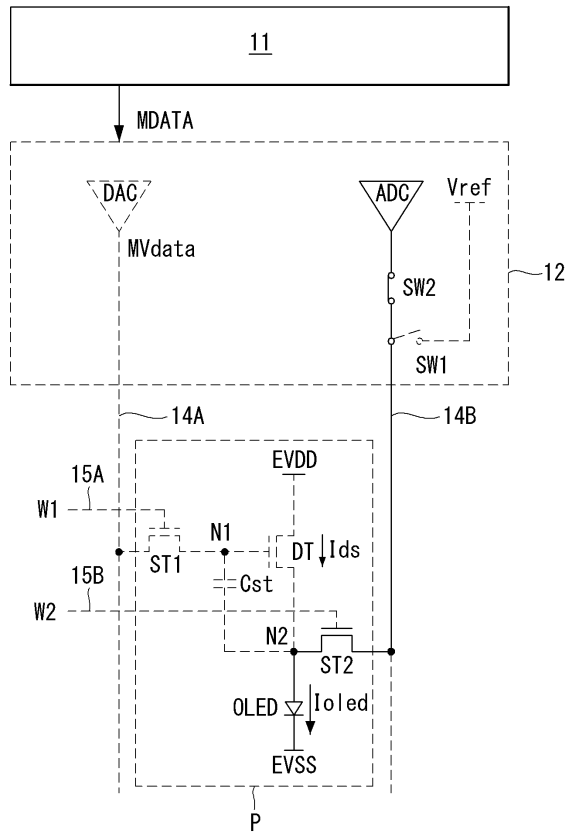 11
MDATA
DAC
ADC
Vref
MVdata
SW2
12
SW1
14A
14B
EVDD
15A
W1
N1
DT
Ids
ST1
15B
Cst
W2
N2
ST2
OLED
Ioled
EVSS
P